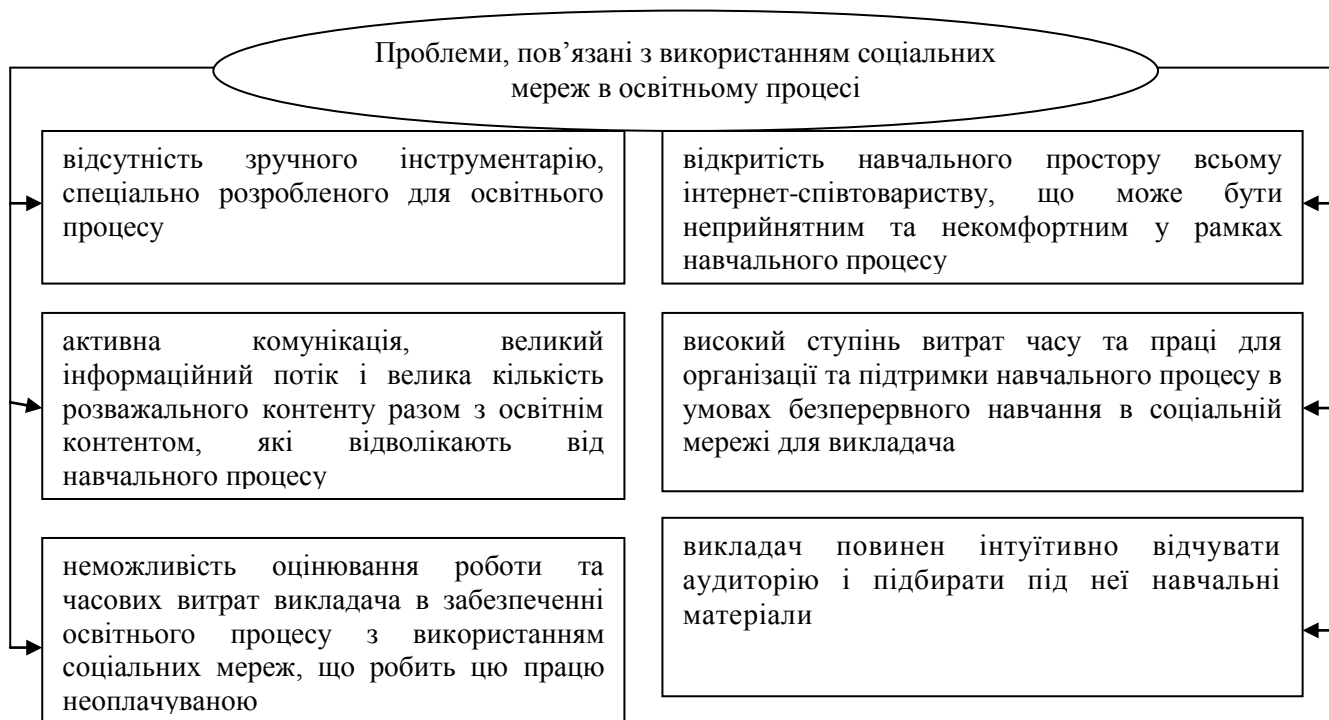 Проблеми, пов’язані з використанням соціальних
мереж в освітньому процесі
відсутність зручного інструментарію,
спеціально розробленого для освітнього
процесу
відкритість навчального простору всьому
інтернет-співтовариству, що може бути
неприйнятним та некомфортним у рамках
навчального процесу
активна комунікація, великий
інформаційний потік і велика кількість
розважального контенту разом з освітнім
контентом, які відволікають від
навчального процесу
високий ступінь витрат часу та праці для
організації та підтримки навчального процесу в
умовах безперервного навчання в соціальній
мережі для викладача
неможливість оцінювання роботи та
часових витрат викладача в забезпеченні
освітнього процесу з використанням
соціальних мереж, що робить цю працю
неоплачуваною
викладач повинен інтуїтивно відчувати
аудиторію і підбирати під неї навчальні
матеріали